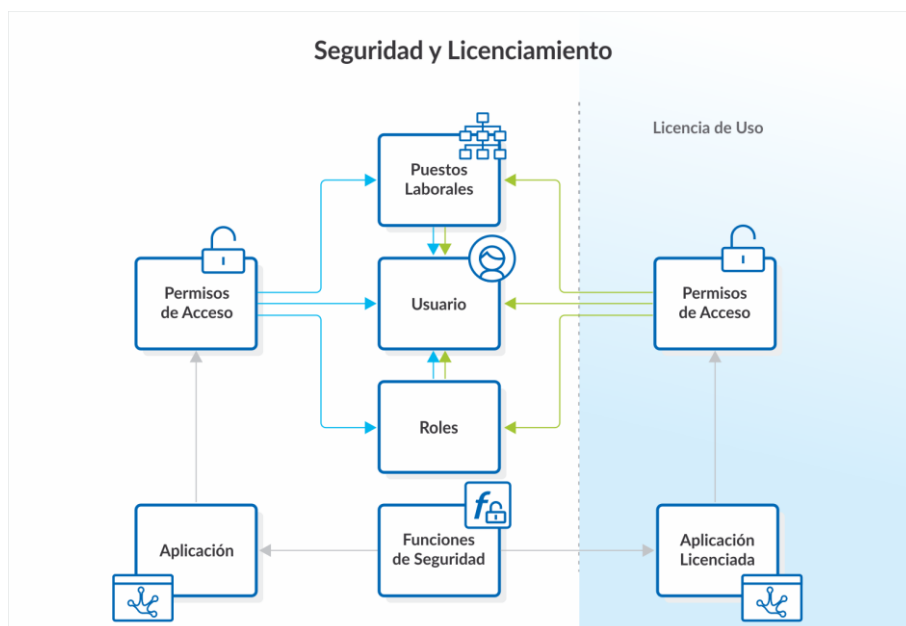 Seguridad y Licenciamiento
Licencia de Uso
Puestos
Laborales
Permisos
de Acceso
Usuario
Permisos
de Acceso
Roles
Aplicación
f
Funciones
de Seguridad
Aplicación
Licenciada